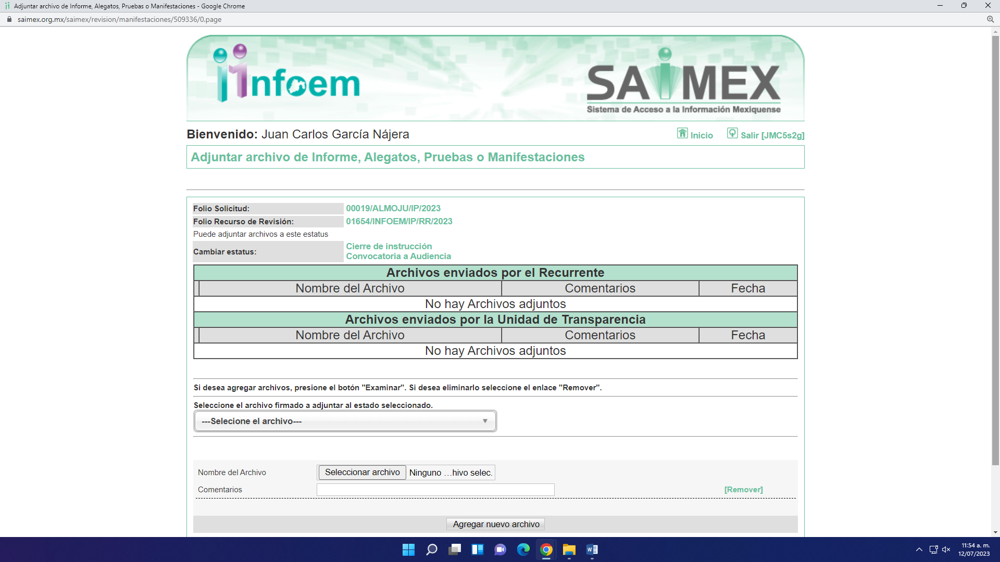 Adjuntar archivo de Informe, Alegatos, Pruebas o Manifestaciones - Google Chrome
saimex.org.mx/saimex/revision/manifestaciones/509336/0.page
infoem
SAiMEX
Sistema de Acceso a la Información Mexiquense
Bienvenido: Juan Carlos García Nájera
Inicio
Salir [JMC5s2g]
Adjuntar archivo de Informe, Alegatos, Pruebas o Manifestaciones
Folio Solicitud: 00019/ALMOJU/IP/2023
Folio Recurso de Revisión: 01654/INFOEM/IP/RR/2023
Puede adjuntar archivos a este estatus
Cambiar estatus: Cierre de instrucción
Convocatoria a Audiencia
Archivos enviados por el Recurrente
Nombre del Archivo Comentarios Fecha
No hay Archivos adjuntos
Archivos enviados por la Unidad de Transparencia
Nombre del Archivo Comentarios Fecha
No hay Archivos adjuntos
Si desea agregar archivos, presione el botón "Examinar". Si desea eliminarlo seleccione el enlace "Remover".
Seleccione el archivo firmado a adjuntar al estado seleccionado.
---Selecione el archivo---
Nombre del Archivo Seleccionar archivo Ninguno ...hivo selec.
Comentarios [Remover]
Agregar nuevo archivo
11:54 a. m.
12/07/2023